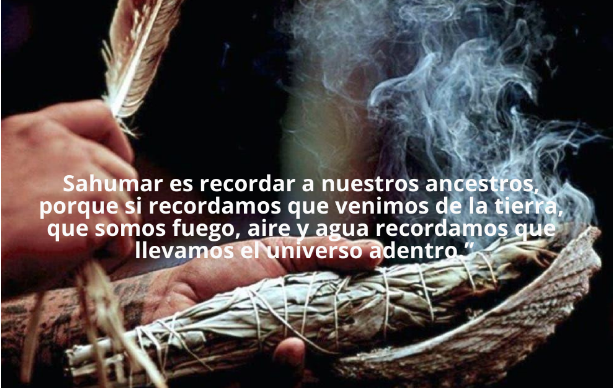 Sahumar es recordar a nuestros ancestros,
porque si recordamos que venimos de la tierra,
que somos fuego, aire y agua recordamos que
llevamos el universo adentro.”